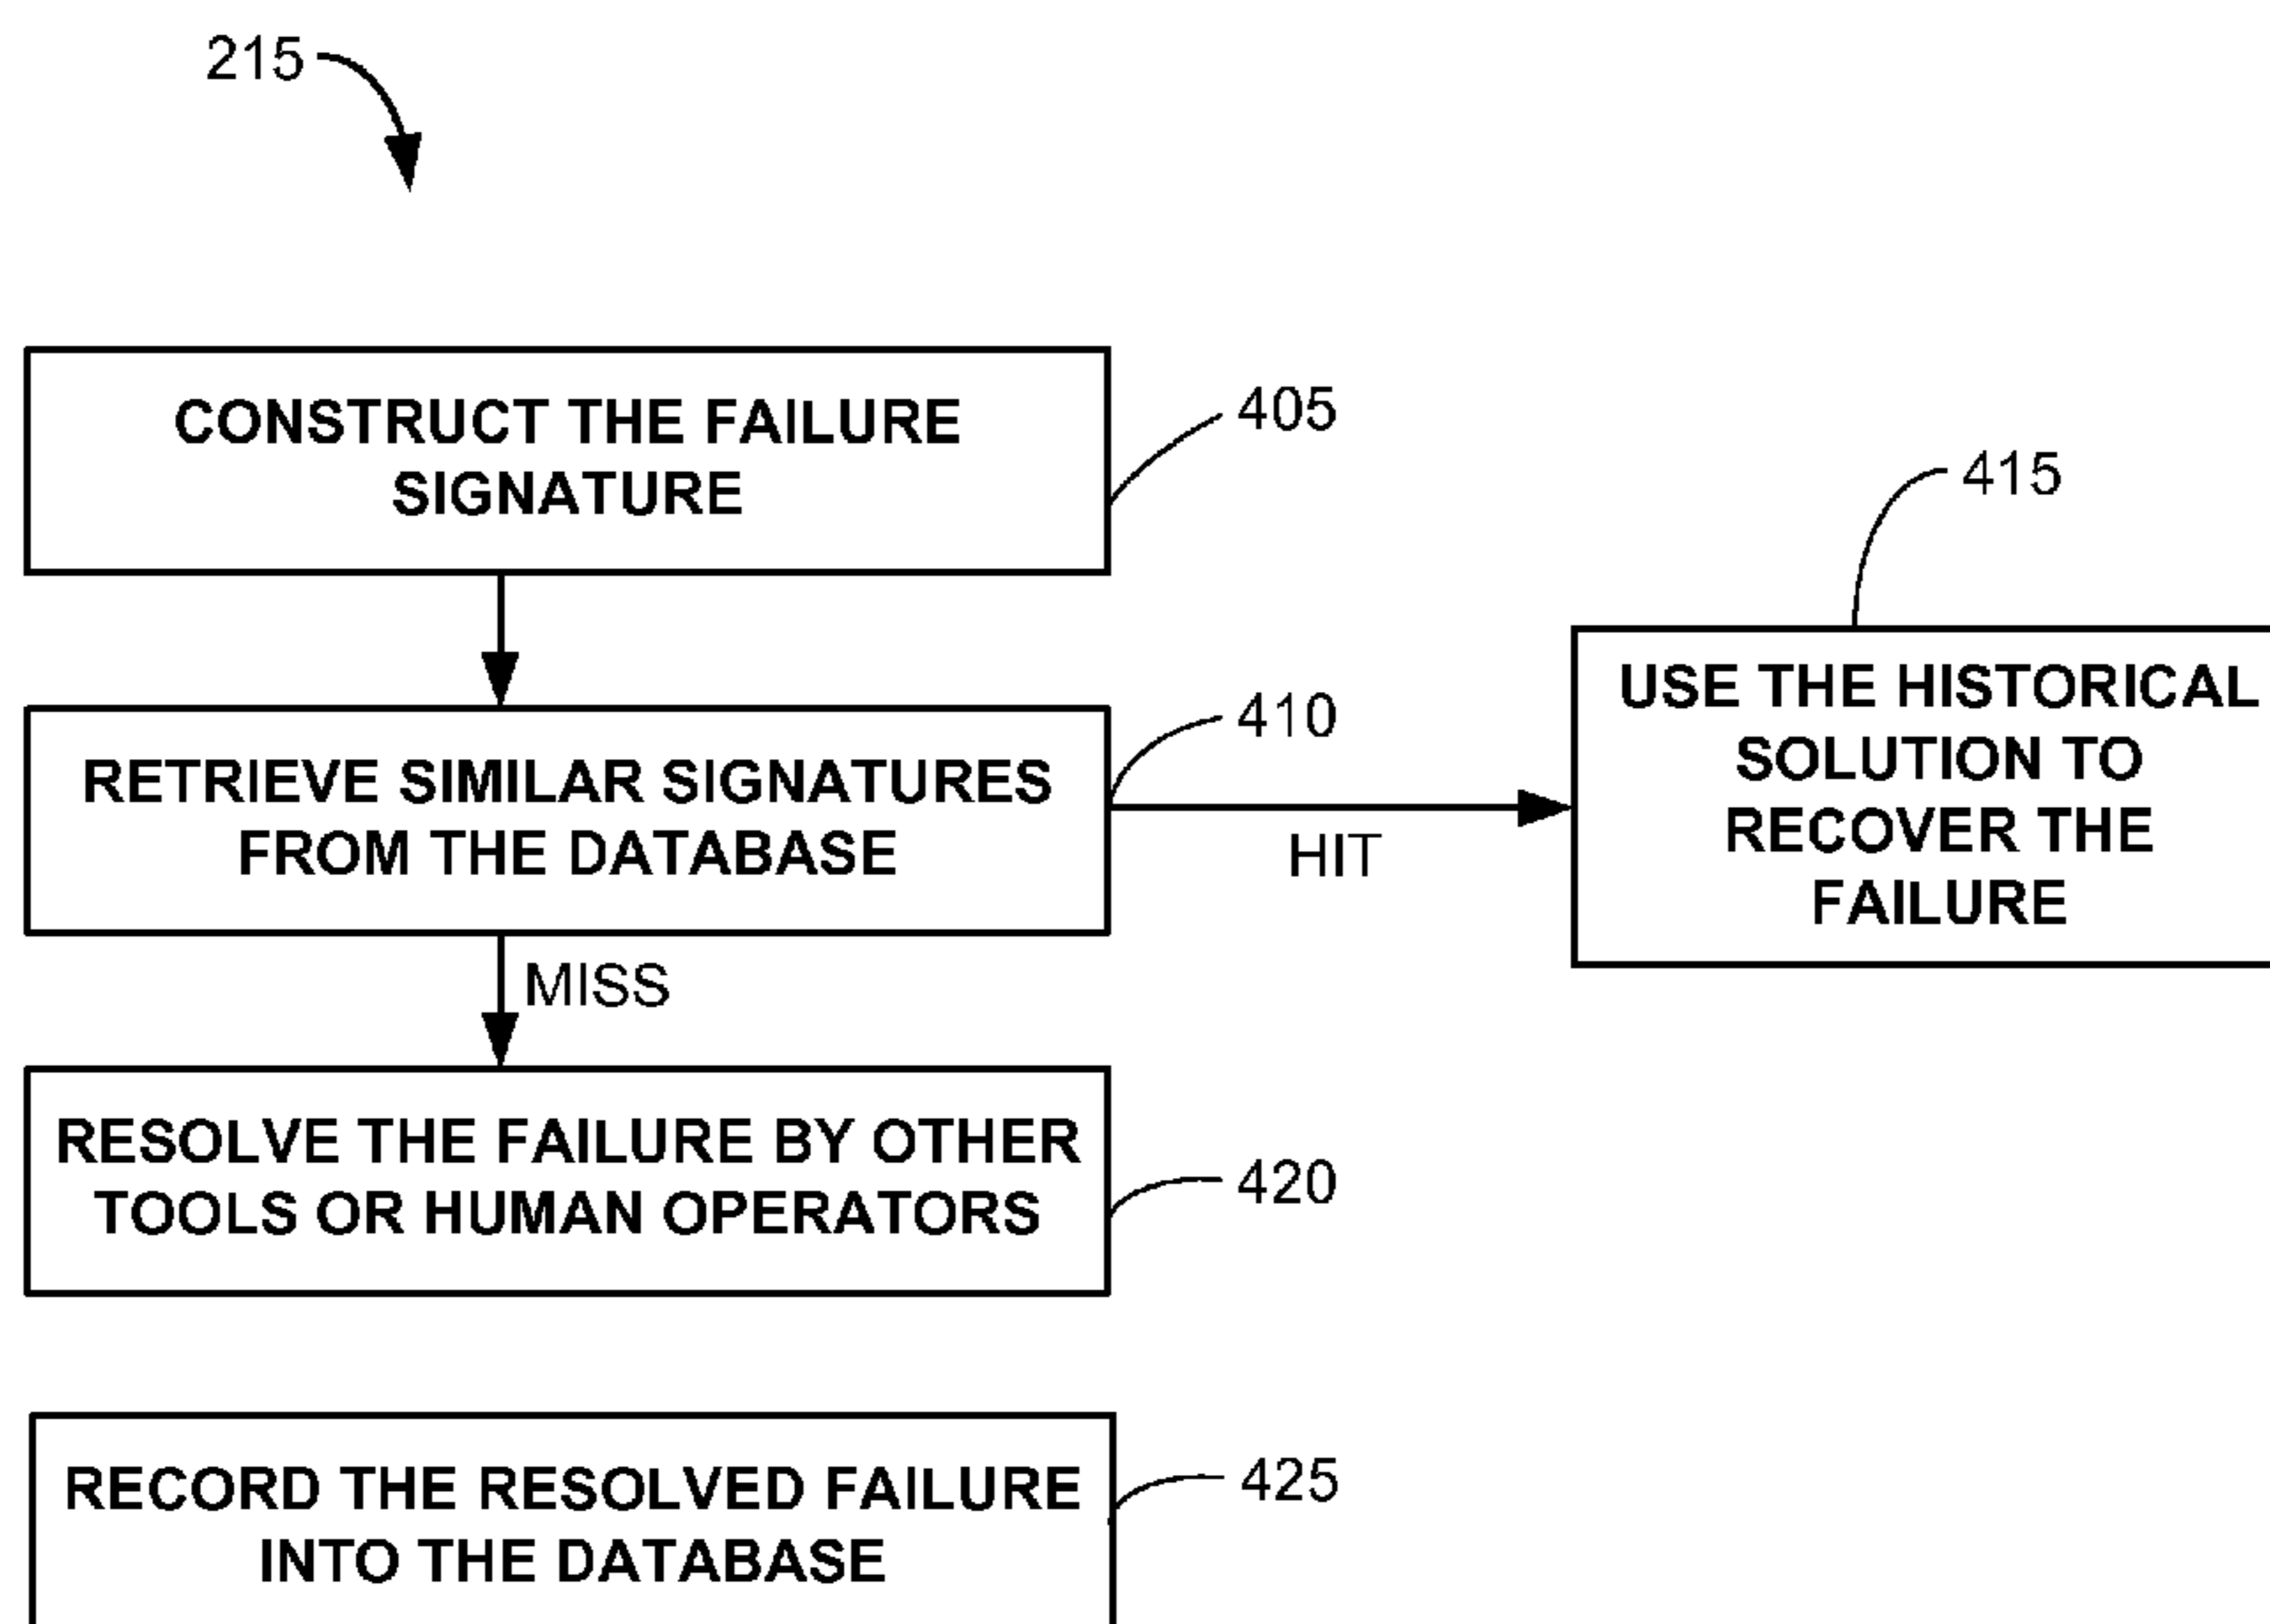 215
CONSTRUCT THE FAILURE
SIGNATURE
405
415
RETRIEVE SIMILAR SIGNATURES
FROM THE DATABASE
410
HIT
USE THE HISTORICAL
SOLUTION TO
RECOVER THE
FAILURE
MISS
RESOLVE THE FAILURE BY OTHER
TOOLS OR HUMAN OPERATORS
420
RECORD THE RESOLVED FAILURE
INTO THE DATABASE
425